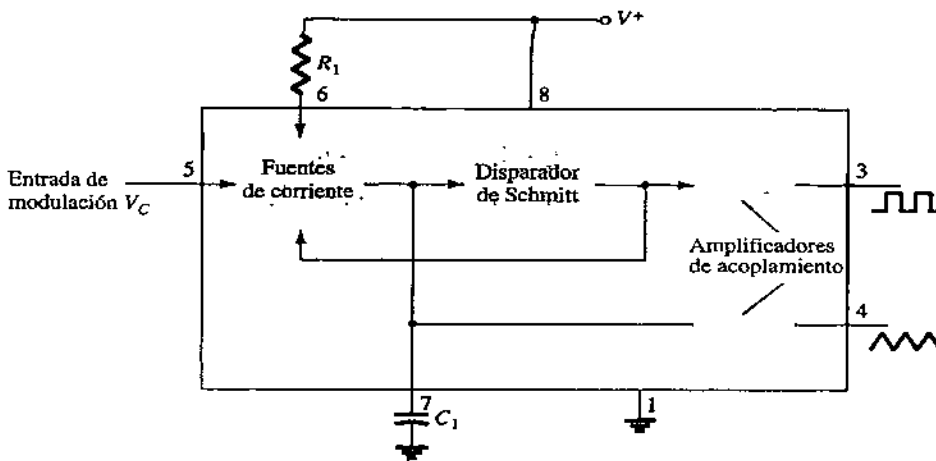 V+
R1
6
8
5
Entrada de
modulación VC
Fuentes
de corriente
Disparador
de Schmitt
3
Amplificadores
de acoplamiento
4
7
C1
1